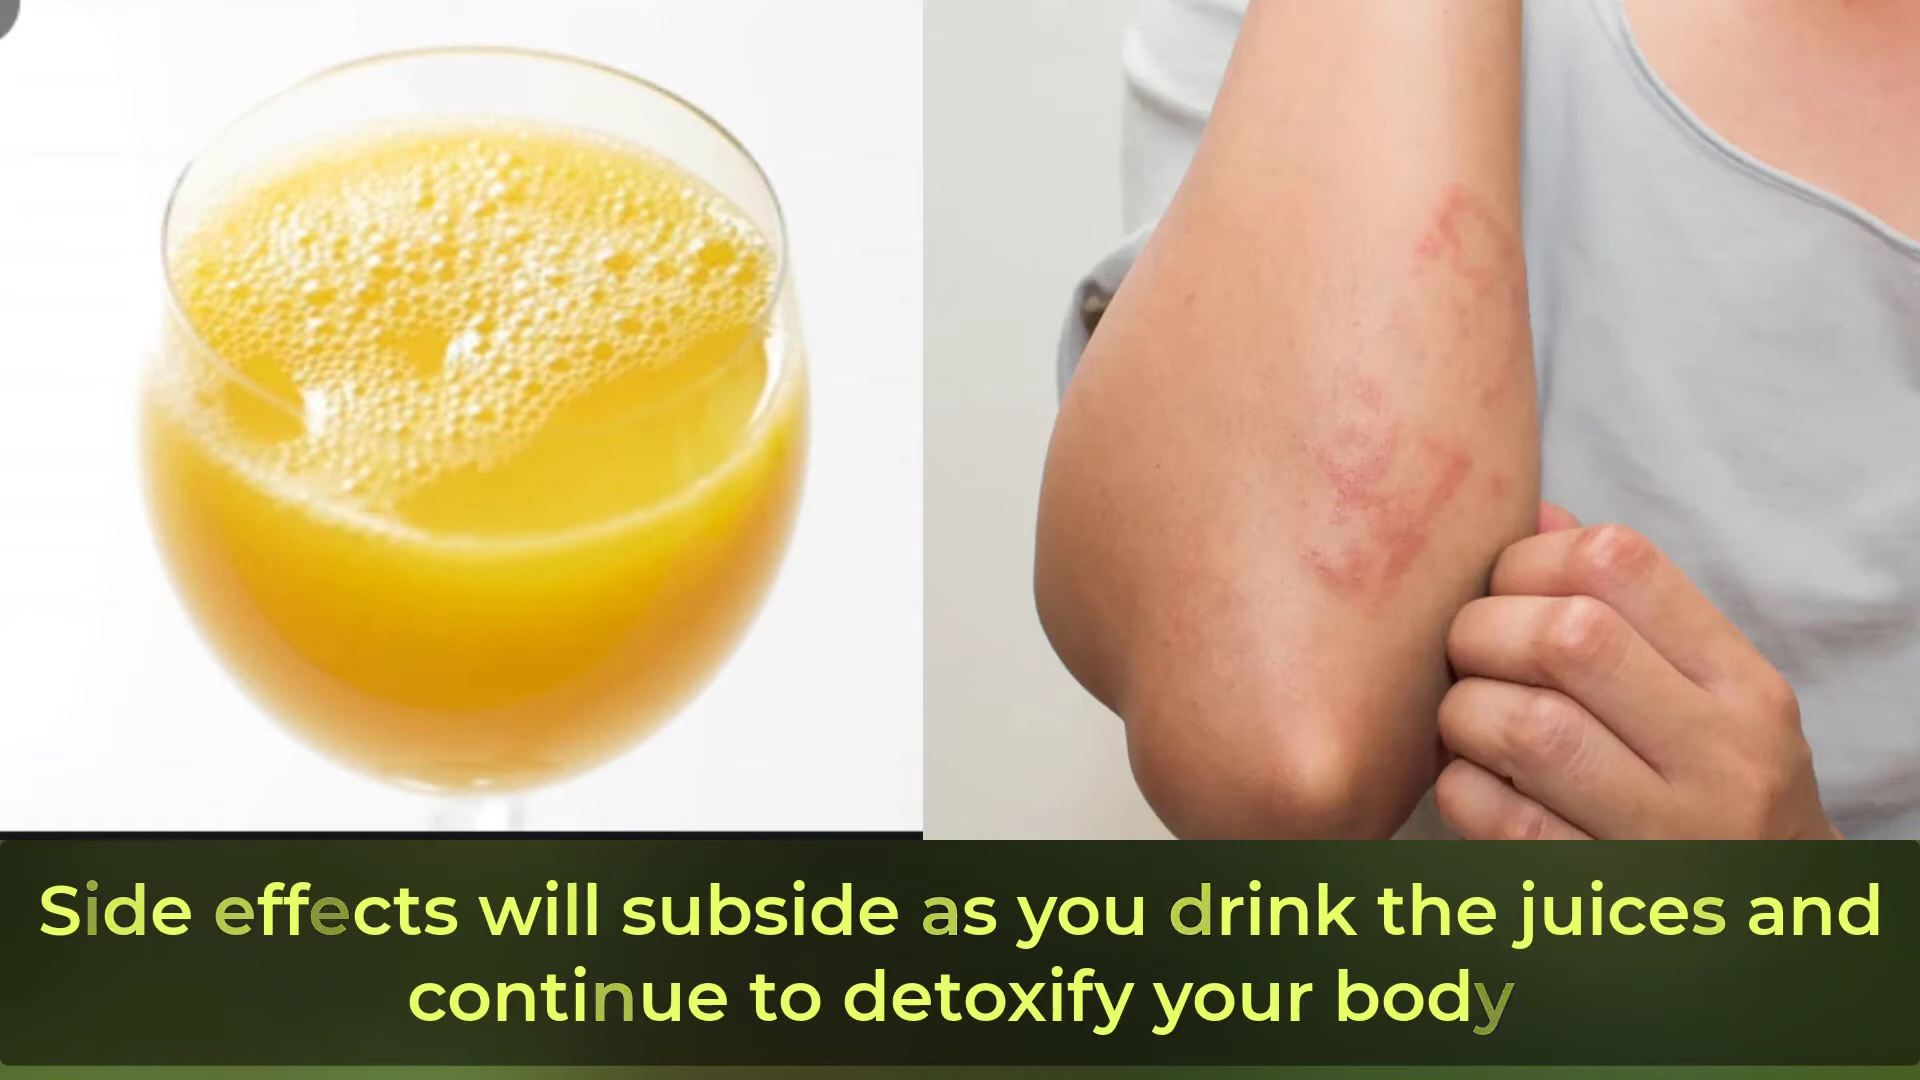 Side effects will subside as you drink the juices and
continue to detoxify your body